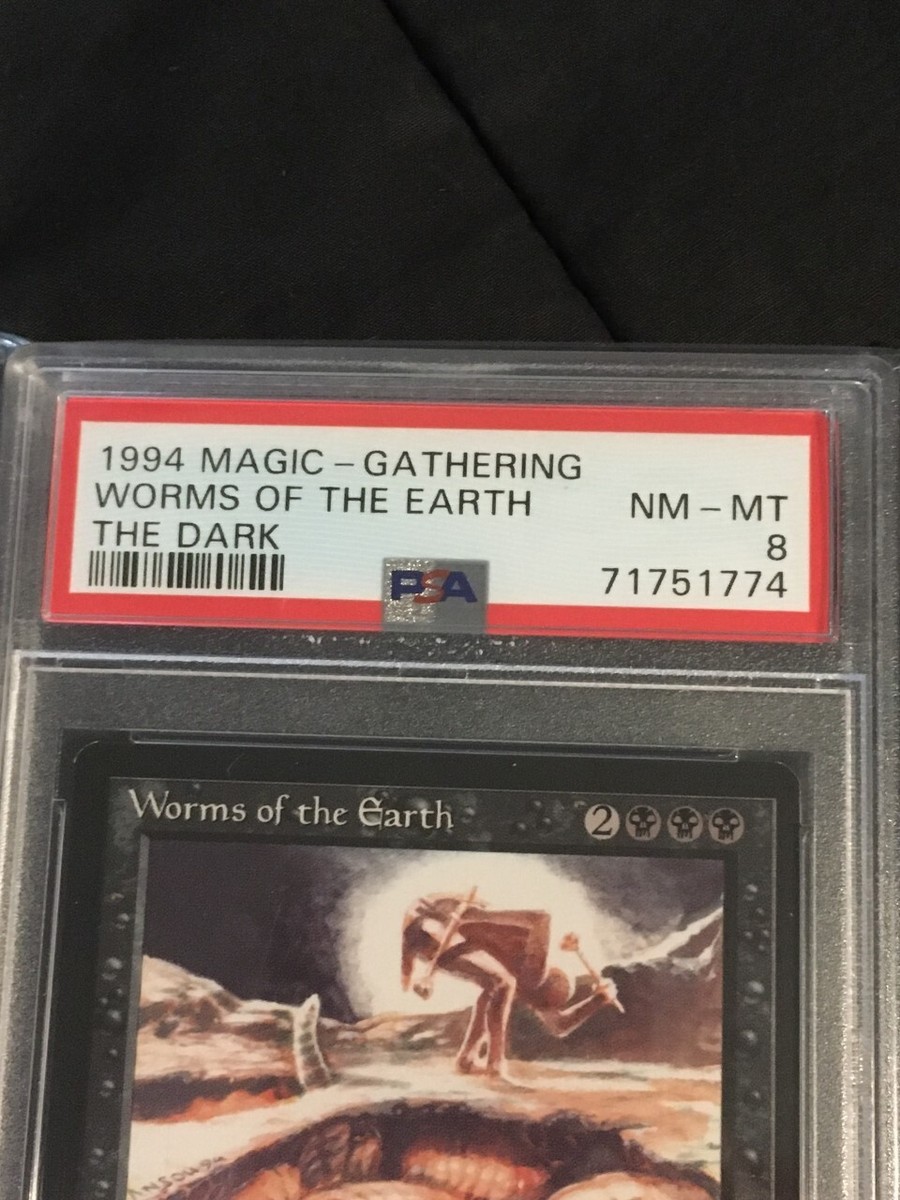 1994 MAGIC – GATHERING
WORMS OF THE EARTH NM – MT
THE DARK 8
PSA 71751774
Worms of the Earth 2